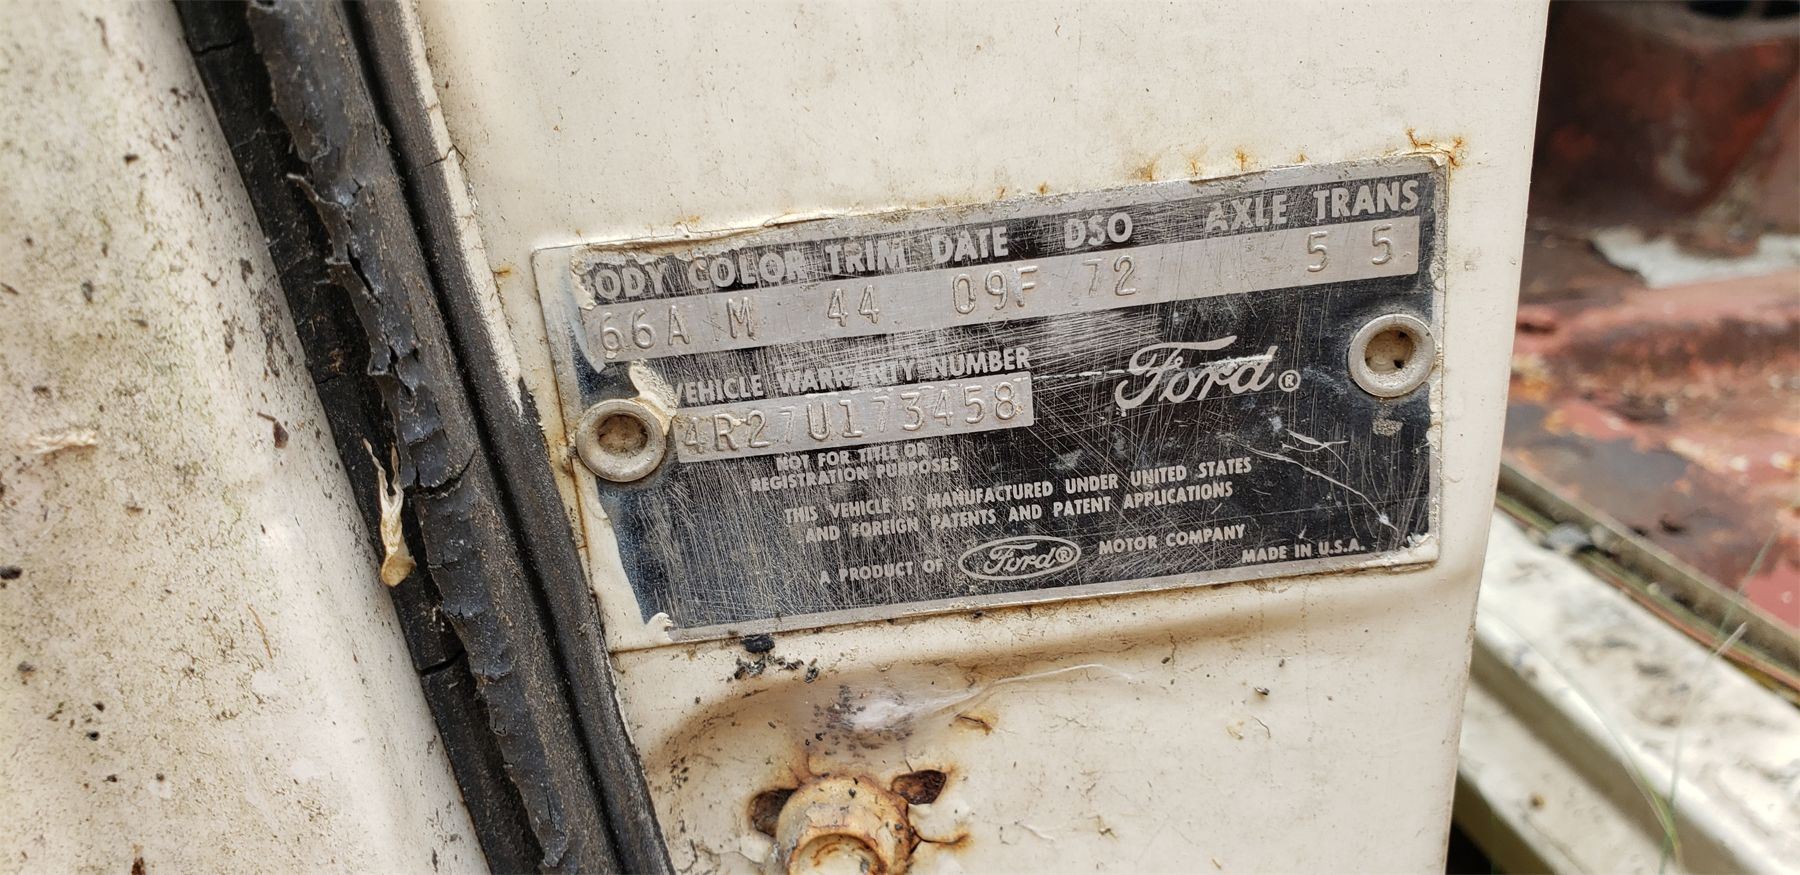 ODY COLOR TRIM DATE DSO AXLE TRANS
66A M 44 09F 72 5 5
VEHICLE WARRANTY NUMBER
4R27U173458
Ford®
NOT FOR TITLE OR
REGISTRATION PURPOSES
THIS VEHICLE IS MANUFACTURED UNDER UNITED STATES
AND FOREIGN PATENTS AND PATENT APPLICATIONS
A PRODUCT OF Ford® MOTOR COMPANY
MADE IN U.S.A.